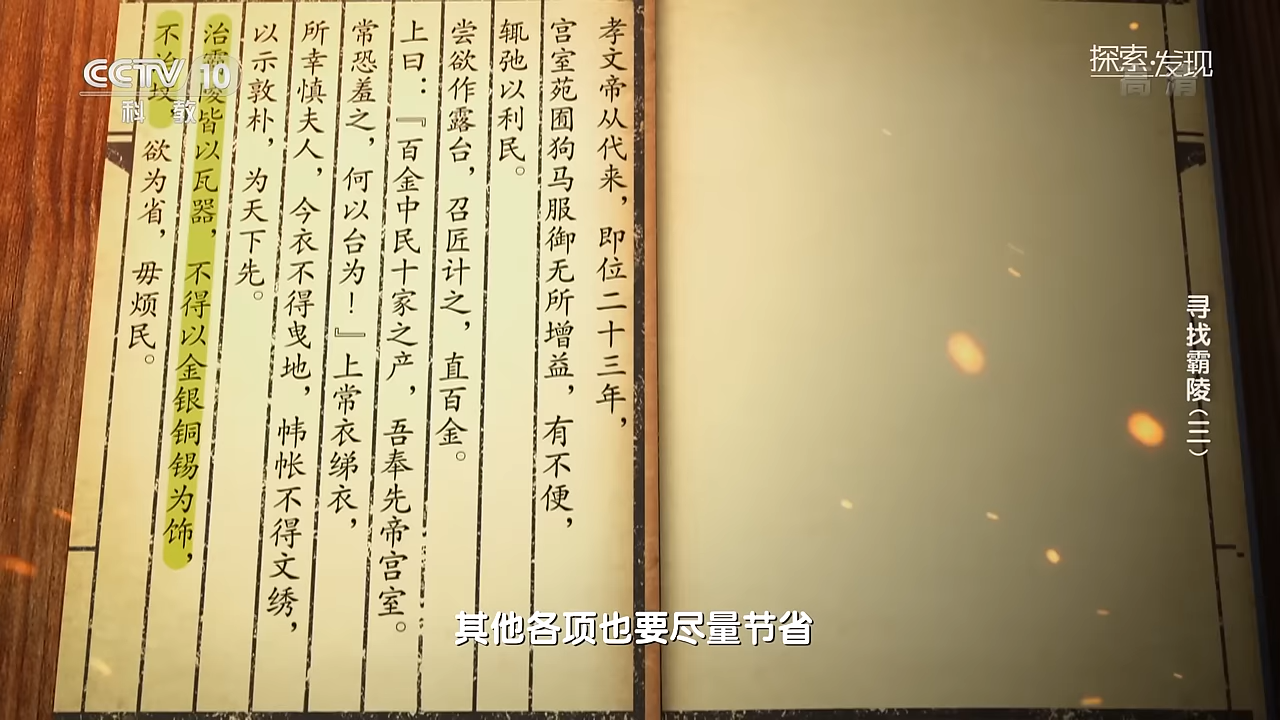 孝文帝从代来，即位二十三年，
宫室苑囿狗马服御无所增益，有不便，
辄弛以利民。
尝欲作露台，召匠计之，直百金。
上曰：『百金中民十家之产，吾奉先帝宫室。
常恐羞之，何以台为！』上常衣绨衣，
所幸慎夫人，今衣不得曳地，帏帐不得文绣，
以示敦朴，为天下先。
治霸陵皆以瓦器，不得以金银铜锡为饰，
不治坟，欲为省，毋烦民。
CCTV 10
科教
探索·发现
高清
寻找霸陵（三）
其他各项也要尽量节省